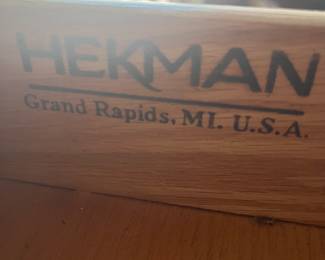 HEKMAN
Grand Rapids, MI. U.S.A.